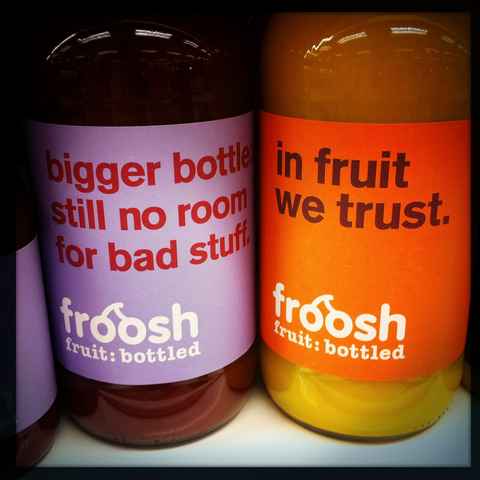 bigger bottle
still no room
for bad stuff.
froosh
fruit: bottled
in fruit
we trust.
froosh
fruit: bottled